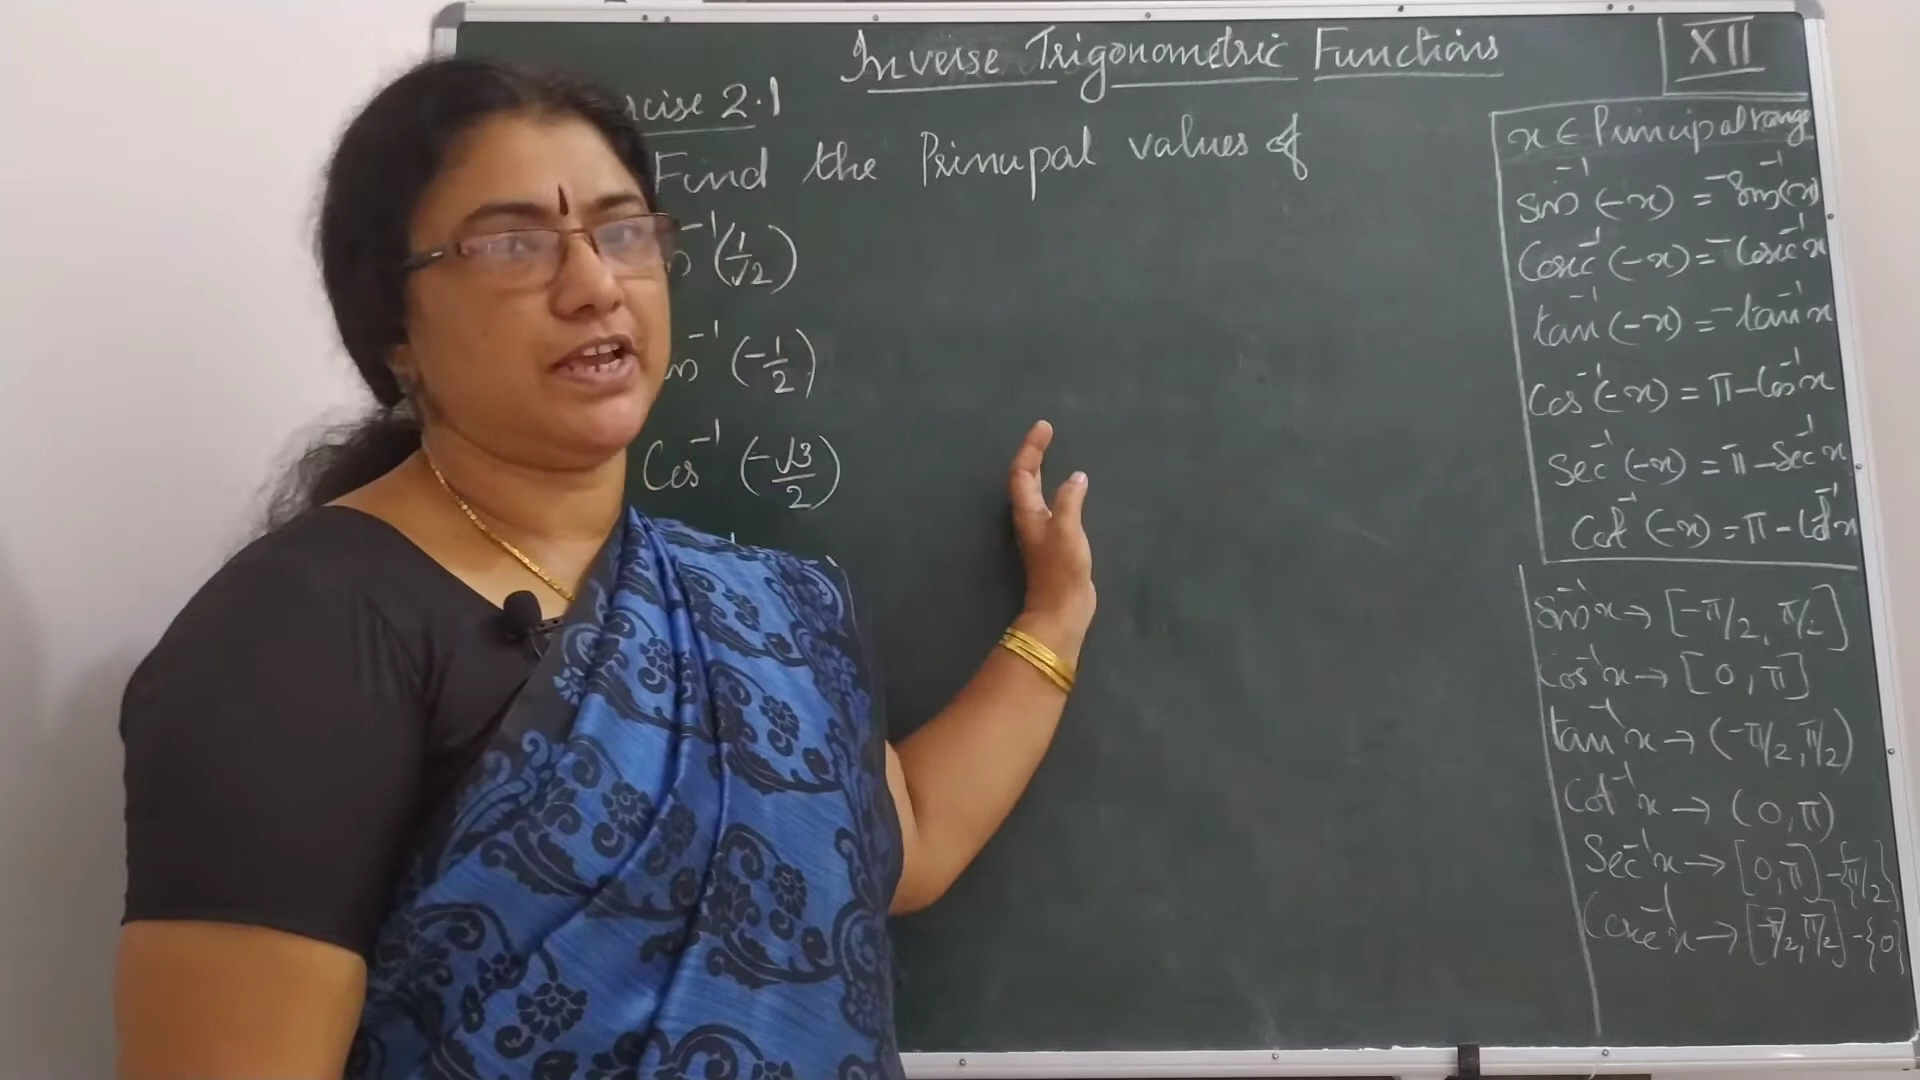 Inverse Trigonometric Functions
XII
rcise 2.1
Find the Principal values of
⁻¹(1/√2)
⁻¹(-1/2)
Cos⁻¹(-√3/2)
x ∈ Principal range
sin⁻¹(-x) = -sin⁻¹(x)
Cosec⁻¹(-x) = -Cosec⁻¹x
tan⁻¹(-x) = -tan⁻¹x
Cos⁻¹(-x) = π-Cos⁻¹x
Sec⁻¹(-x) = π-Sec⁻¹x
Cot⁻¹(-x) = π-Cot⁻¹x
sin⁻¹x → [-π/2, π/2]
Cos⁻¹x → [0, π]
tan⁻¹x → (-π/2, π/2)
Cot⁻¹x → (0, π)
Sec⁻¹x → [0, π] - {π/2}
Cosec⁻¹x → [-π/2, π/2] - {0}